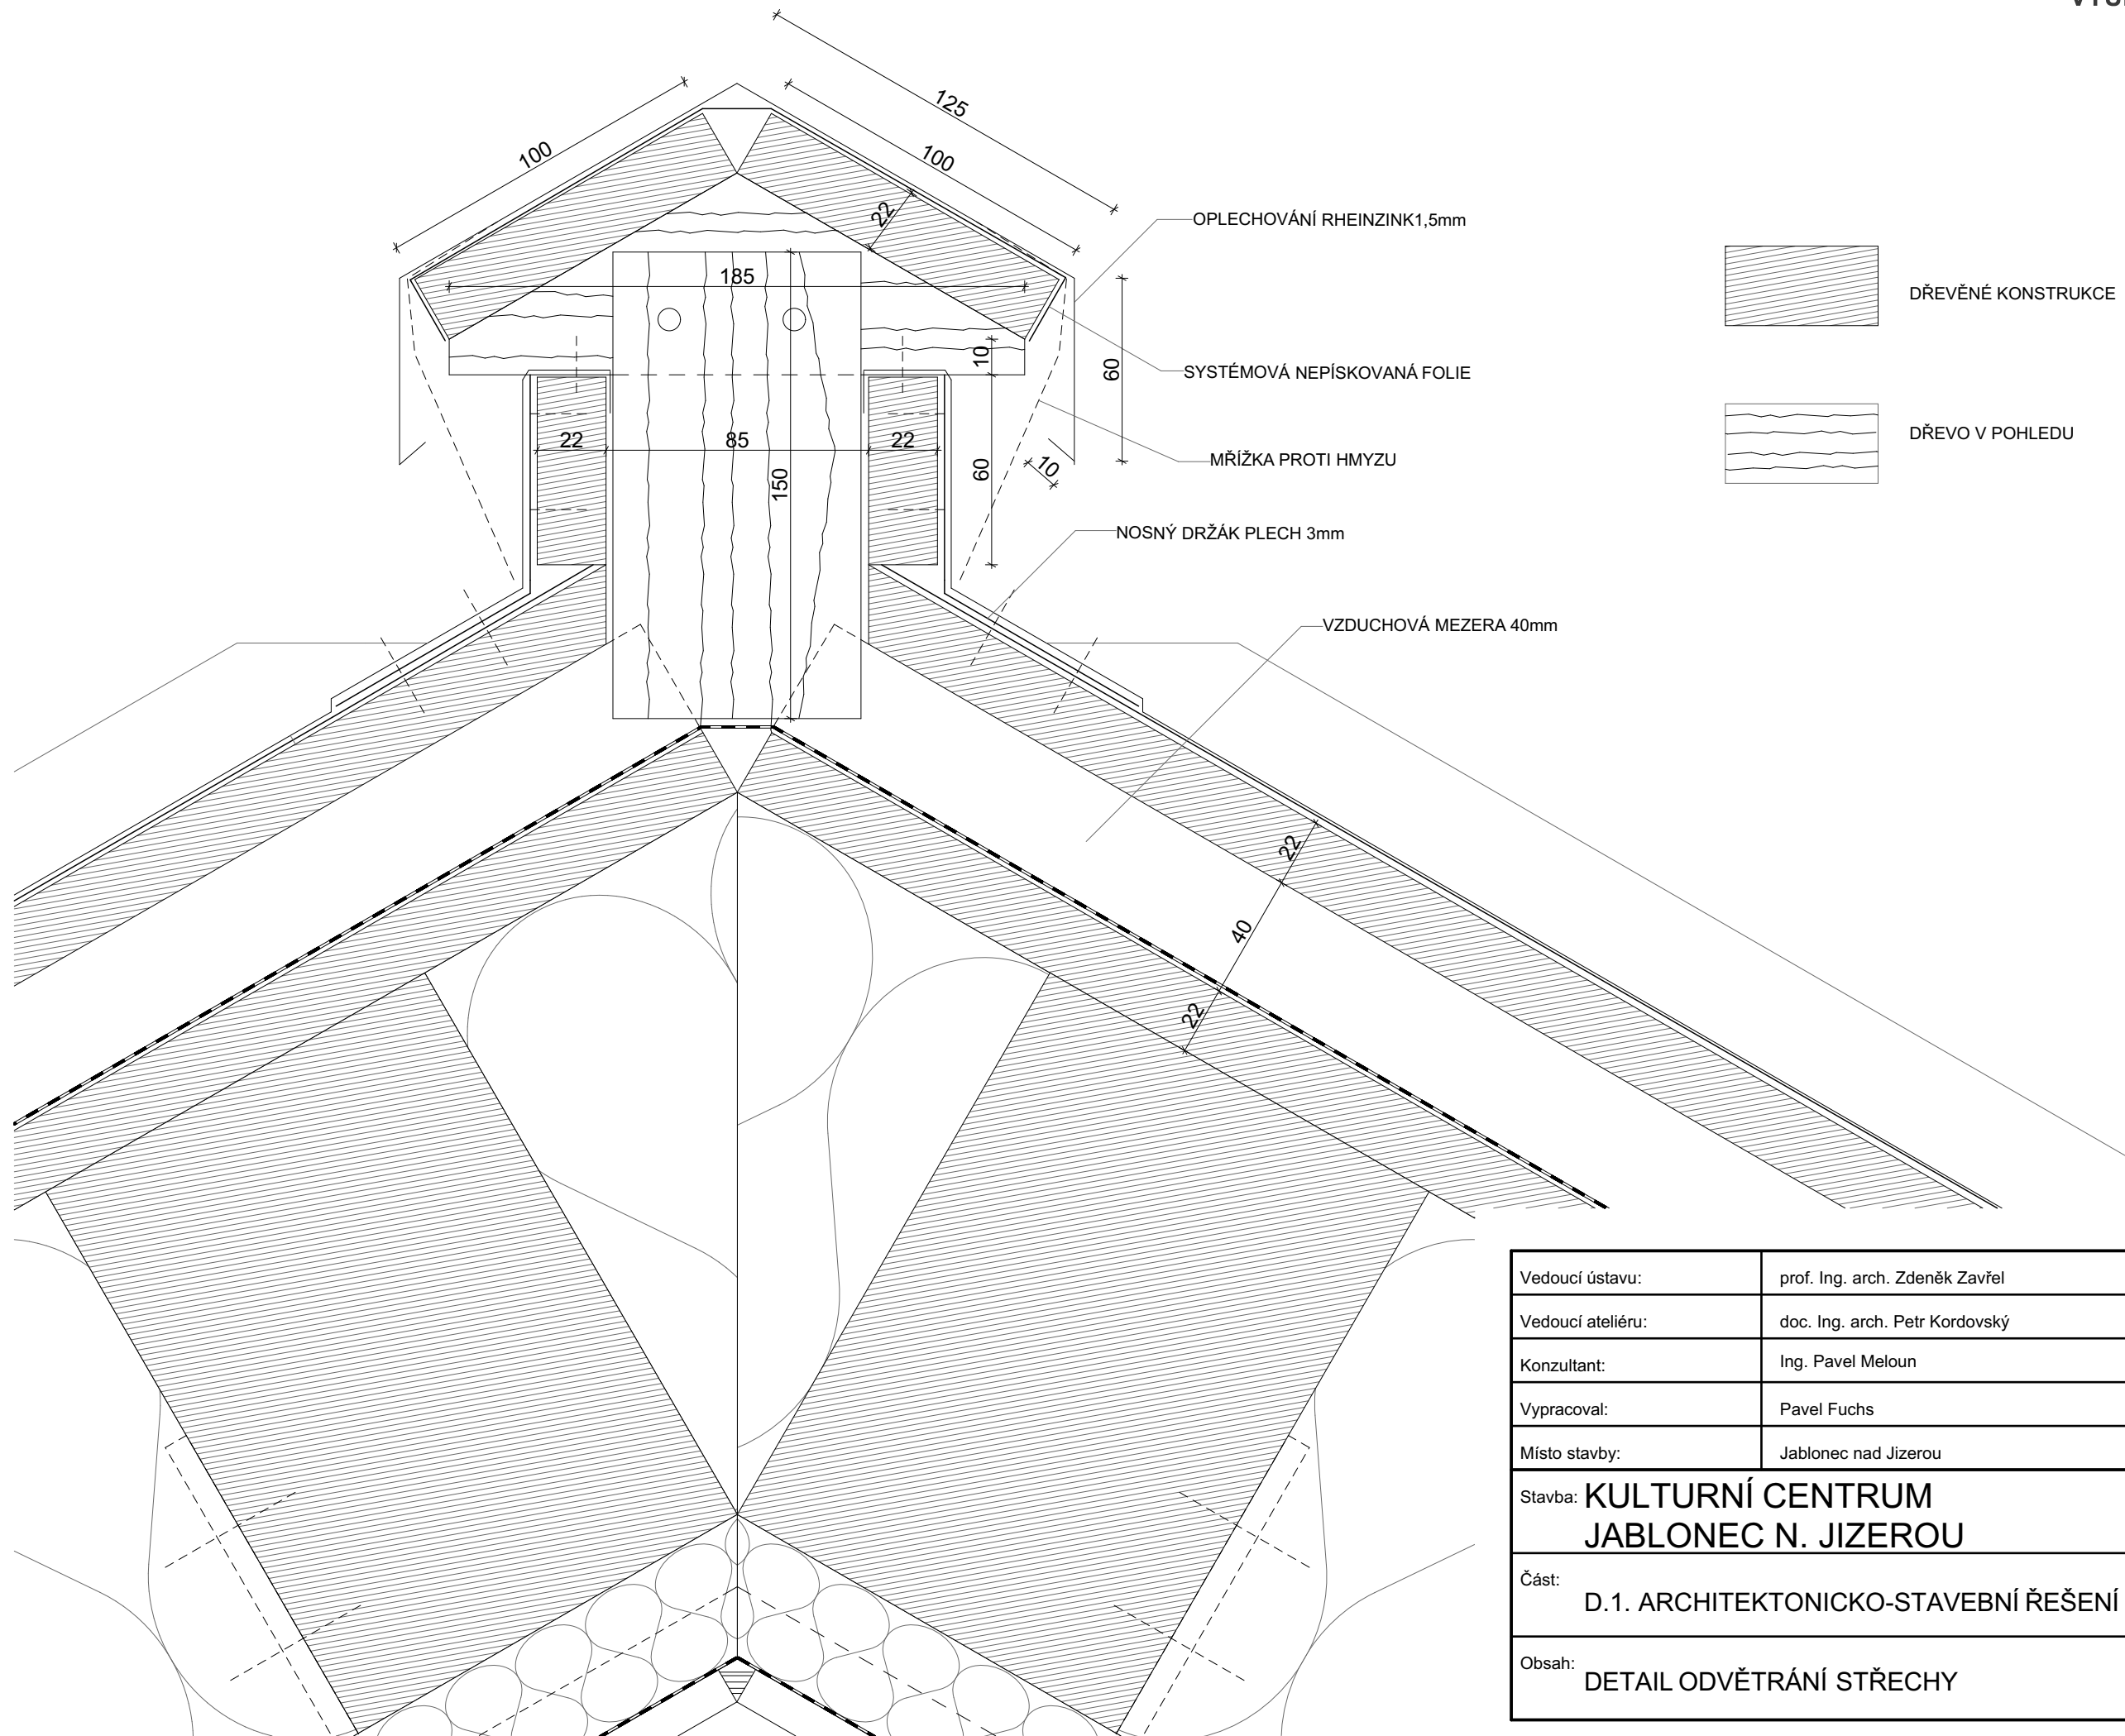 125
100
100
22
OPLECHOVÁNÍ RHEINZINK1,5mm
185
DŘEVĚNÉ KONSTRUKCE
10
60
SYSTÉMOVÁ NEPÍSKOVANÁ FOLIE
22
85
22
DŘEVO V POHLEDU
150
60
10
MŘÍŽKA PROTI HMYZU
NOSNÝ DRŽÁK PLECH 3mm
VZDUCHOVÁ MEZERA 40mm
22
40
22
Vedoucí ústavu: prof. Ing. arch. Zdeněk Zavřel
Vedoucí ateliéru: doc. Ing. arch. Petr Kordovský
Konzultant: Ing. Pavel Meloun
Vypracoval: Pavel Fuchs
Místo stavby: Jablonec nad Jizerou
Stavba: KULTURNÍ CENTRUM
JABLONEC N. JIZEROU
Část:
D.1. ARCHITEKTONICKO-STAVEBNÍ ŘEŠENÍ
Obsah:
DETAIL ODVĚTRÁNÍ STŘECHY